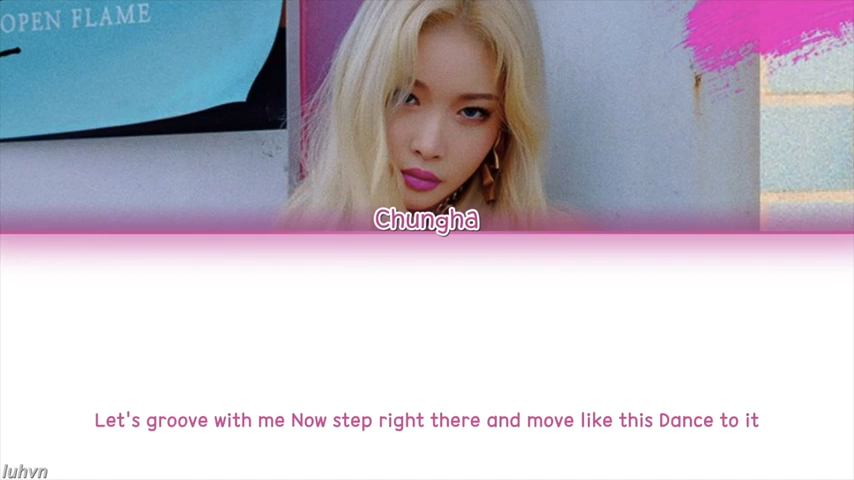 OPEN FLAME
Chungha
Let's groove with me Now step right there and move like this Dance to it
luhvn